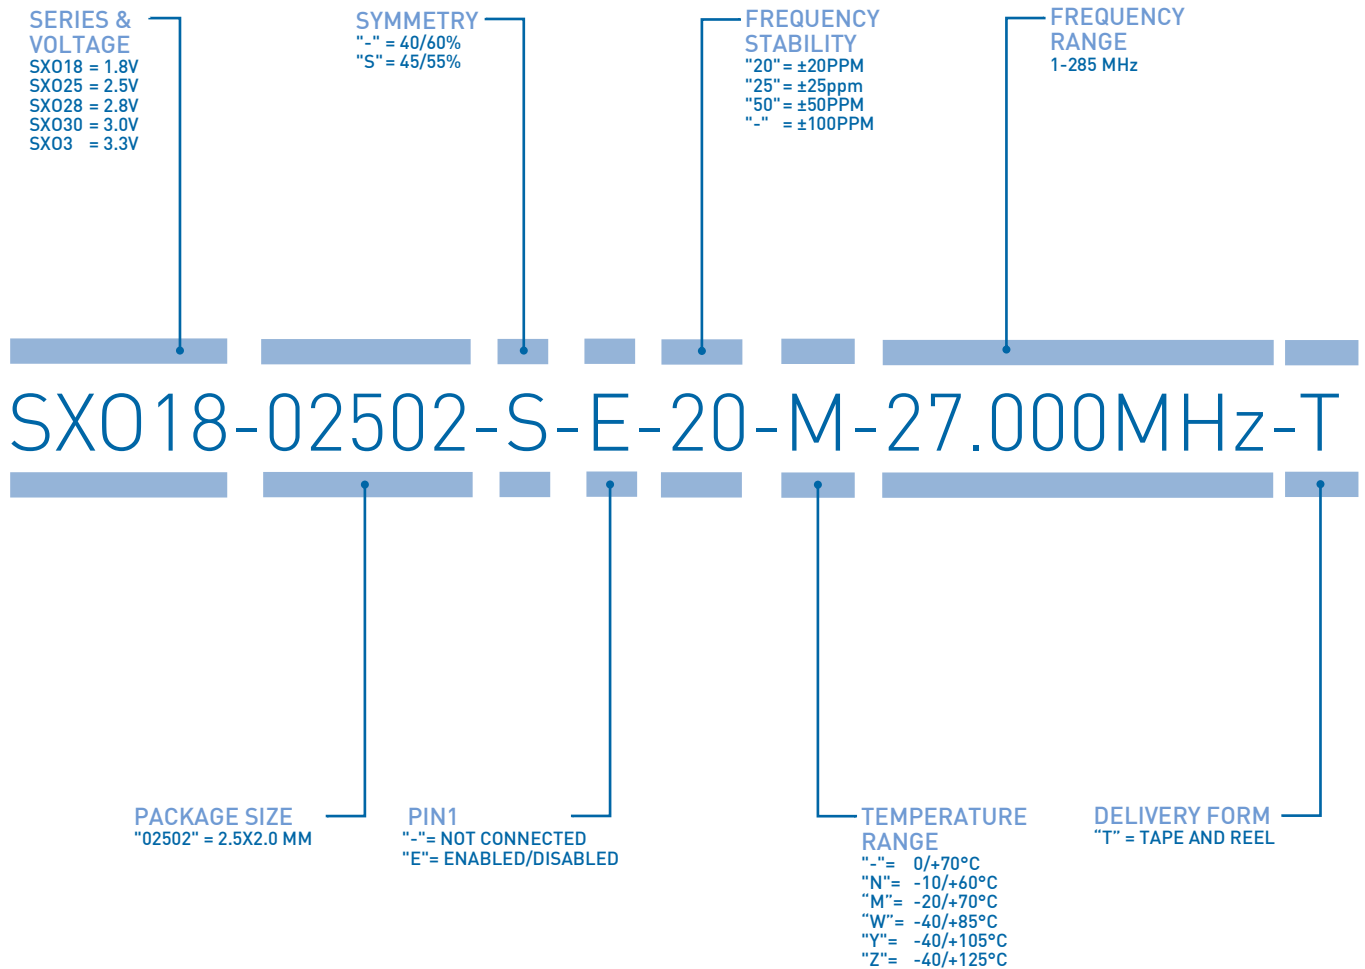 SERIES &
VOLTAGE
SXO18 = 1.8V
SXO25 = 2.5V
SXO28 = 2.8V
SXO30 = 3.0V
SXO3 = 3.3V
SYMMETRY
"-" = 40/60%
"S" = 45/55%
FREQUENCY
STABILITY
"20" = ±20PPM
"25" = ±25ppm
"50" = ±50PPM
"-" = ±100PPM
FREQUENCY
RANGE
1-285 MHz
SXO18-02502-S-E-20-M-27.000MHz-T
PACKAGE SIZE
"02502" = 2.5X2.0 MM
PIN1
"-"= NOT CONNECTED
"E"= ENABLED/DISABLED
TEMPERATURE
RANGE
"-"= 0/+70°C
"N"= -10/+60°C
“M”= -20/+70°C
“W”= -40/+85°C
"Y"= -40/+105°C
"Z"= -40/+125°C
DELIVERY FORM
“T” = TAPE AND REEL